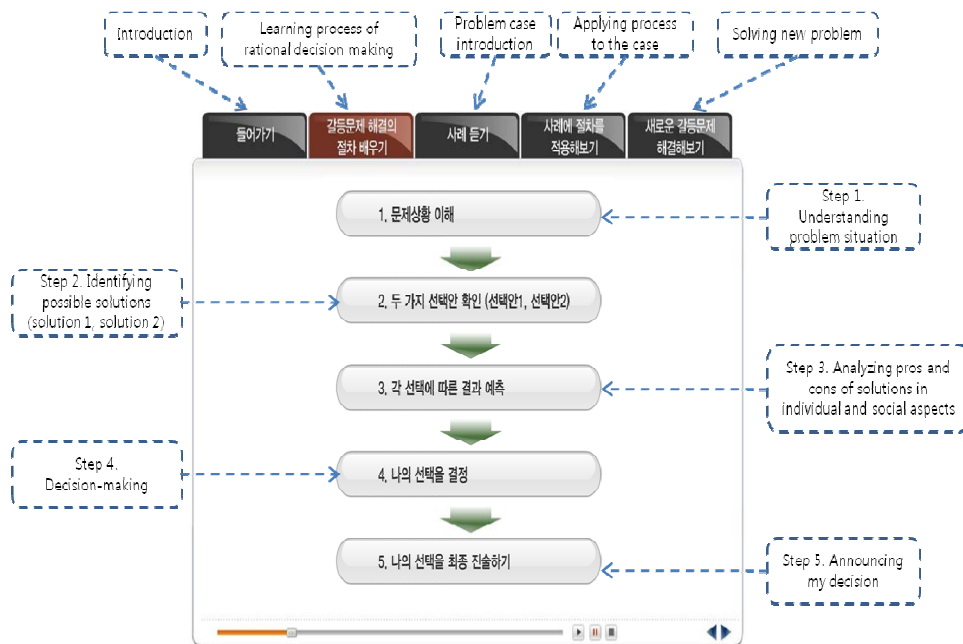 Introduction
Learning process of
rational decision making
Problem case
introduction
Applying process
to the case
Solving new problem
들어가기
갈등문제 해결의
절차 배우기
사례 듣기
사례에 절차를
적용해보기
새로운 갈등문제
해결해보기
1. 문제상황 이해
Step 1.
Understanding
problem situation
Step 2. Identifying
possible solutions
(solution 1, solution 2)
2. 두 가지 선택안 확인 (선택안1, 선택안2)
3. 각 선택에 따른 결과 예측
Step 3. Analyzing pros and
cons of solutions in
individual and social aspects
Step 4.
Decision-making
4. 나의 선택을 결정
5. 나의 선택을 최종 진술하기
Step 5. Announcing
my decision